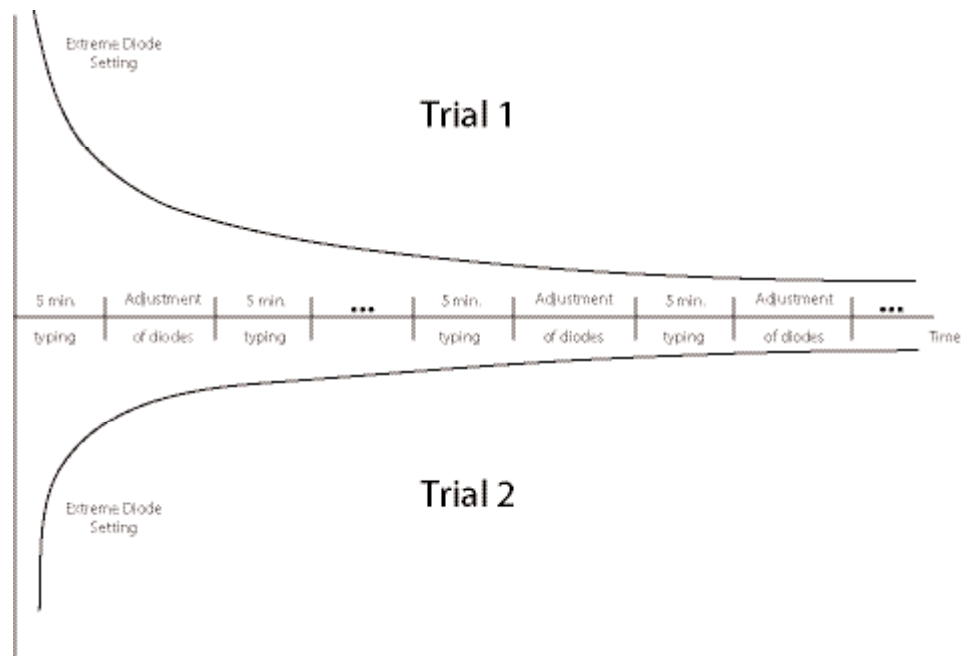 Extreme Diode
Setting
Trial 1
5 min. Adjustment 5 min. ... 5 min. Adjustment 5 min. Adjustment ...
typing of diodes typing typing of diodes typing of diodes Time
Trial 2
Extreme Diode
Setting